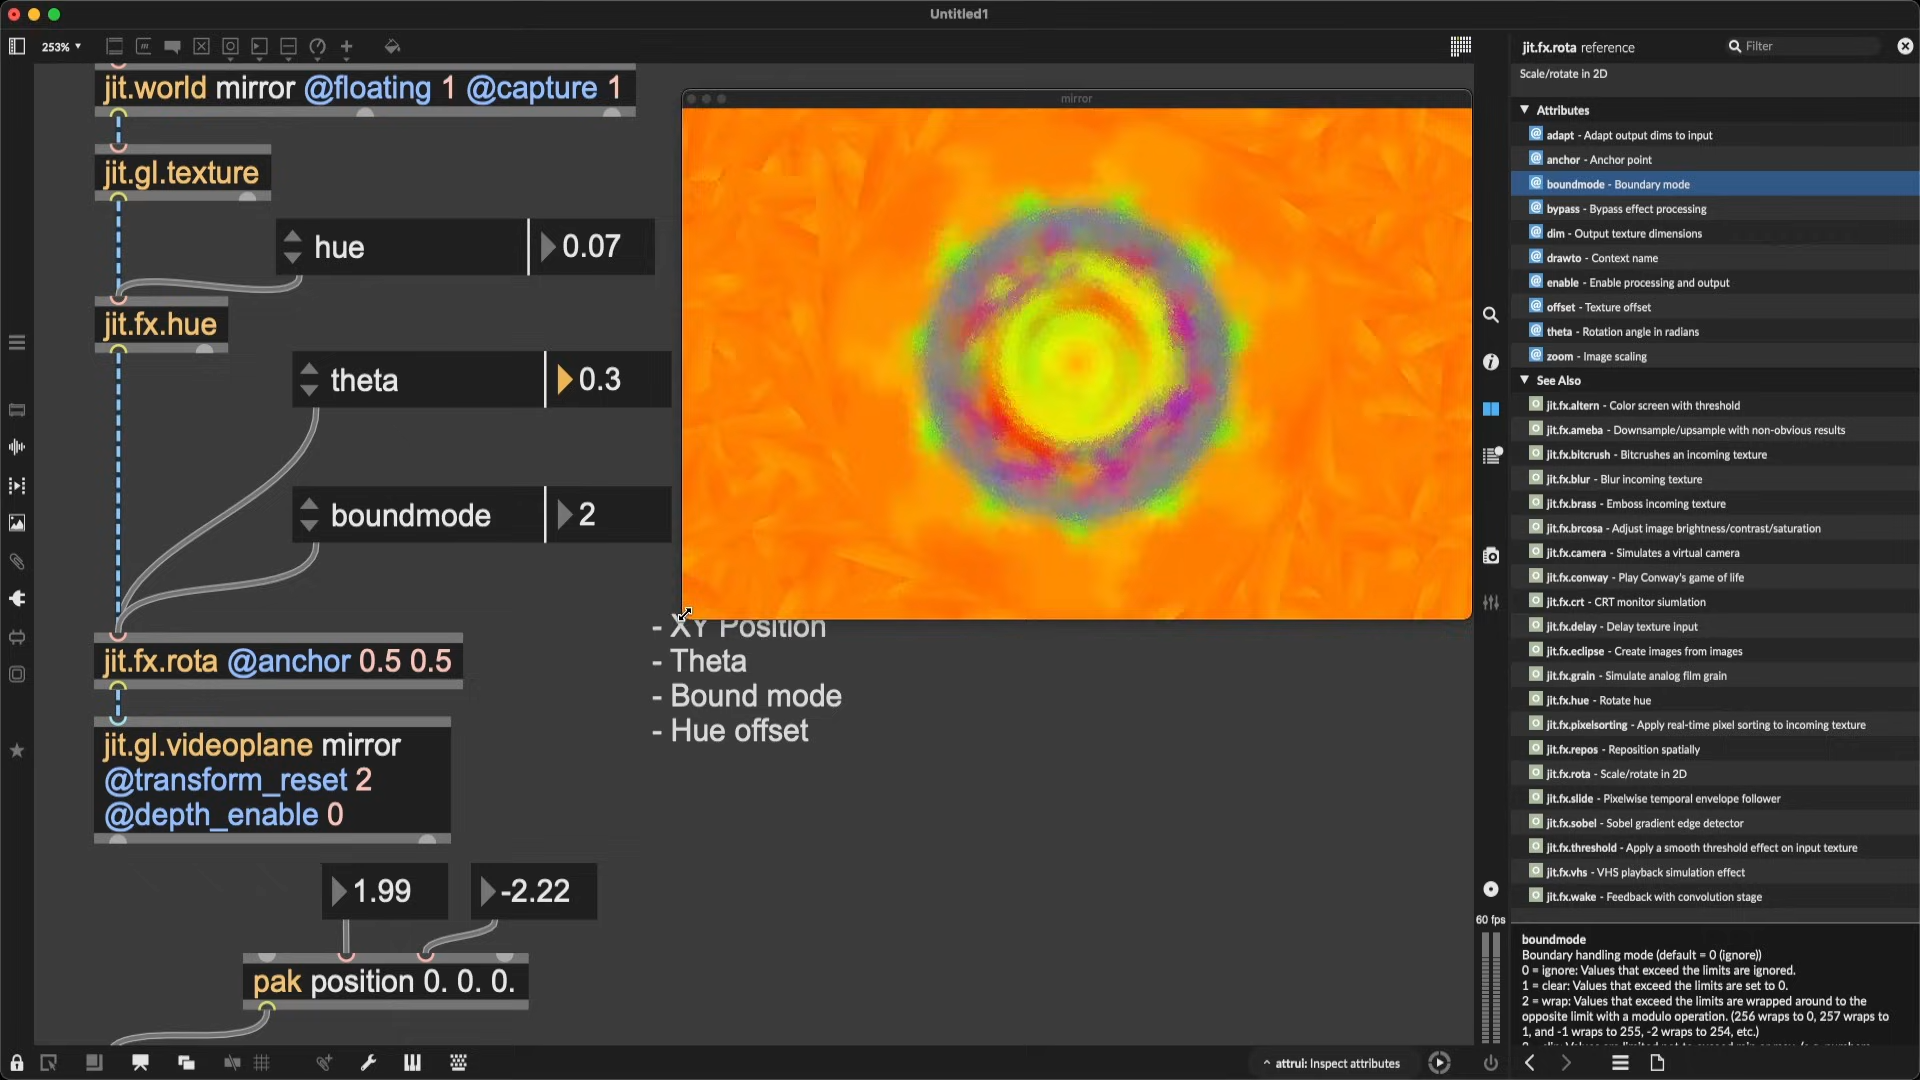 Untitled1
253%
jit.world mirror @floating 1 @capture 1
jit.gl.texture
hue 0.07
jit.fx.hue
theta 0.3
boundmode 2
jit.fx.rota @anchor 0.5 0.5
jit.gl.videoplane mirror
@transform_reset 2
@depth_enable 0
1.99 -2.22
pak position 0. 0. 0.
mirror
- XY Position
- Theta
- Bound mode
- Hue offset
60 fps
attrui: Inspect attributes
jit.fx.rota reference
Filter
Scale/rotate in 2D
Attributes
adapt - Adapt output dims to input
anchor - Anchor point
boundmode - Boundary mode
bypass - Bypass effect processing
dim - Output texture dimensions
drawto - Context name
enable - Enable processing and output
offset - Texture offset
theta - Rotation angle in radians
zoom - Image scaling
See Also
jit.fx.altern - Color screen with threshold
jit.fx.ameba - Downsample/upsample with non-obvious results
jit.fx.bitcrush - Bitcrushes an incoming texture
jit.fx.blur - Blur incoming texture
jit.fx.brass - Emboss incoming texture
jit.fx.brcosa - Adjust image brightness/contrast/saturation
jit.fx.camera - Simulates a virtual camera
jit.fx.conway - Play Conway's game of life
jit.fx.crt - CRT monitor siumlation
jit.fx.delay - Delay texture input
jit.fx.eclipse - Create images from images
jit.fx.grain - Simulate analog film grain
jit.fx.hue - Rotate hue
jit.fx.pixelsorting - Apply real-time pixel sorting to incoming texture
jit.fx.repos - Reposition spatially
jit.fx.rota - Scale/rotate in 2D
jit.fx.slide - Pixelwise temporal envelope follower
jit.fx.sobel - Sobel gradient edge detector
jit.fx.threshold - Apply a smooth threshold effect on input texture
jit.fx.vhs - VHS playback simulation effect
jit.fx.wake - Feedback with convolution stage
boundmode
Boundary handling mode (default = 0 (ignore))
0 = ignore: Values that exceed the limits are ignored.
1 = clear: Values that exceed the limits are set to 0.
2 = wrap: Values that exceed the limits are wrapped around to the
opposite limit with a modulo operation. (256 wraps to 0, 257 wraps to
1, and -1 wraps to 255, -2 wraps to 254, etc.)